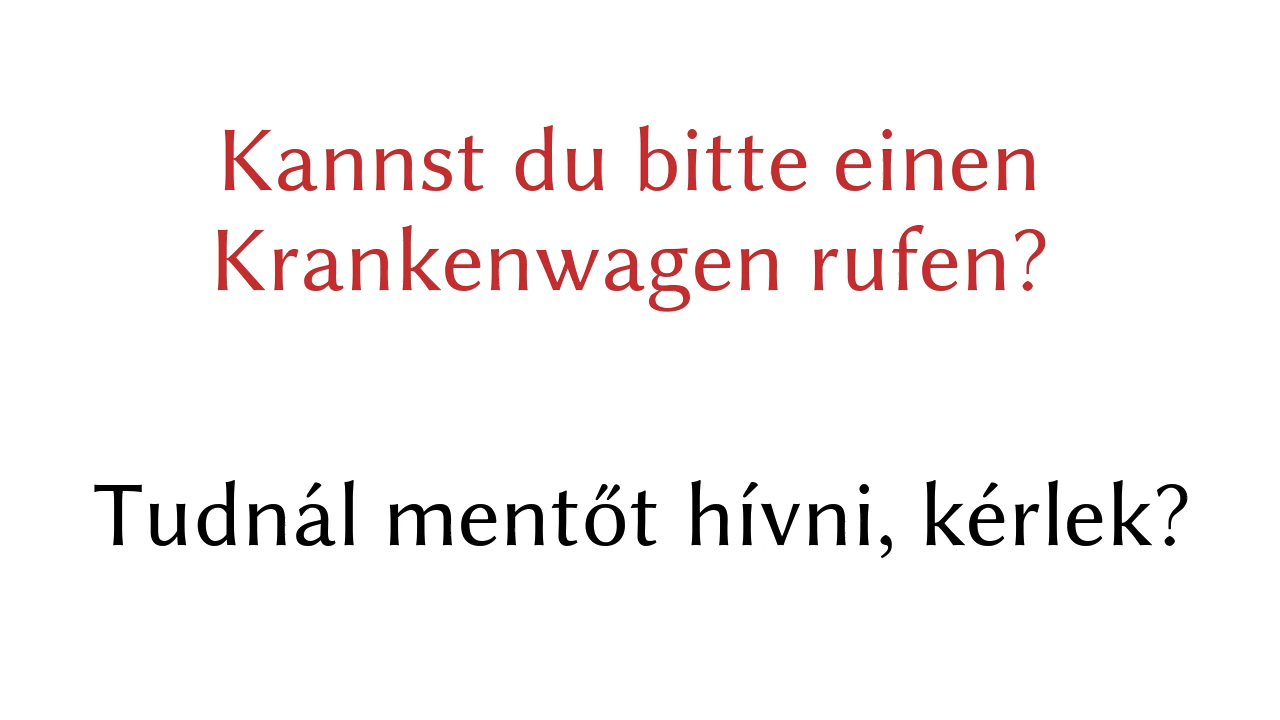 Kannst du bitte einen
Krankenwagen rufen?
Tudnál mentőt hívni, kérlek?